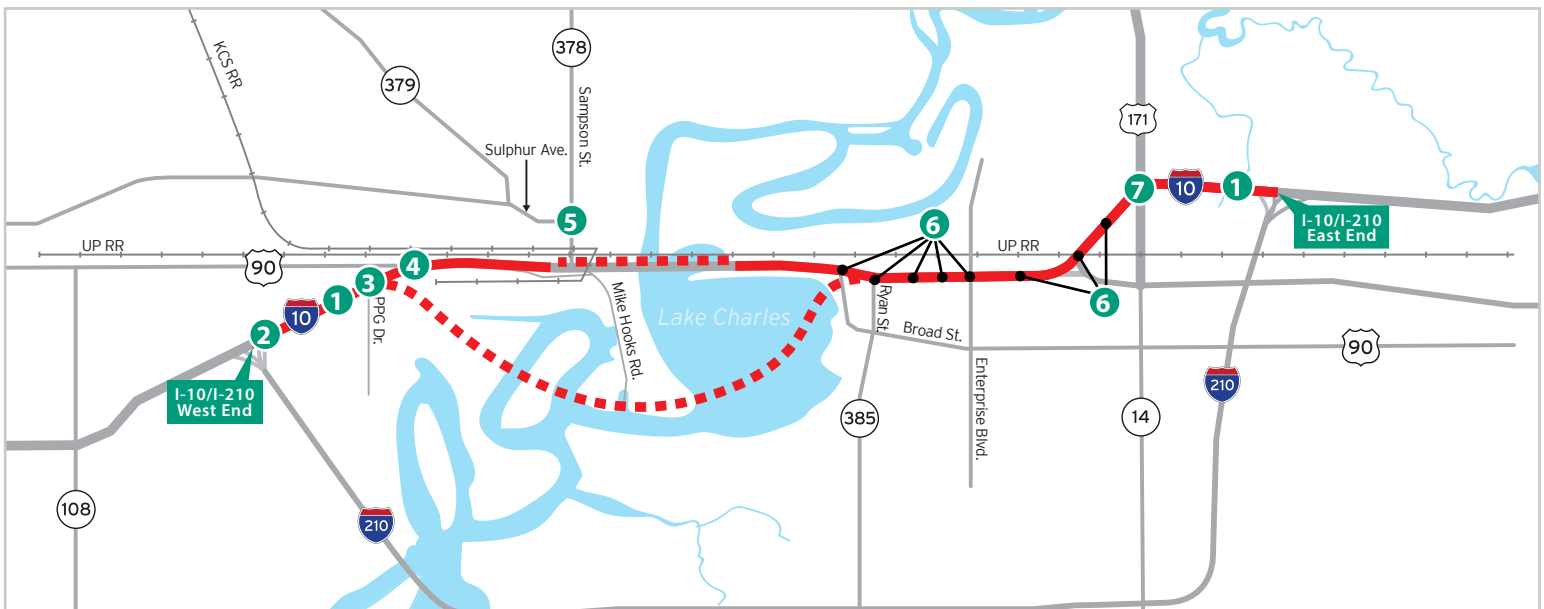 378
KCS RR
379
Sampson St.
171
Sulphur Ave.
7
10
1
5
I-10/I-210
East End
6
UP RR
UP RR
90
4
3
1
10
2
PPG Dr.
Mike Hooks Rd.
Lake Charles
Ryan St.
6
Broad St.
90
Enterprise Blvd.
210
I-10/I-210
West End
385
14
108
210